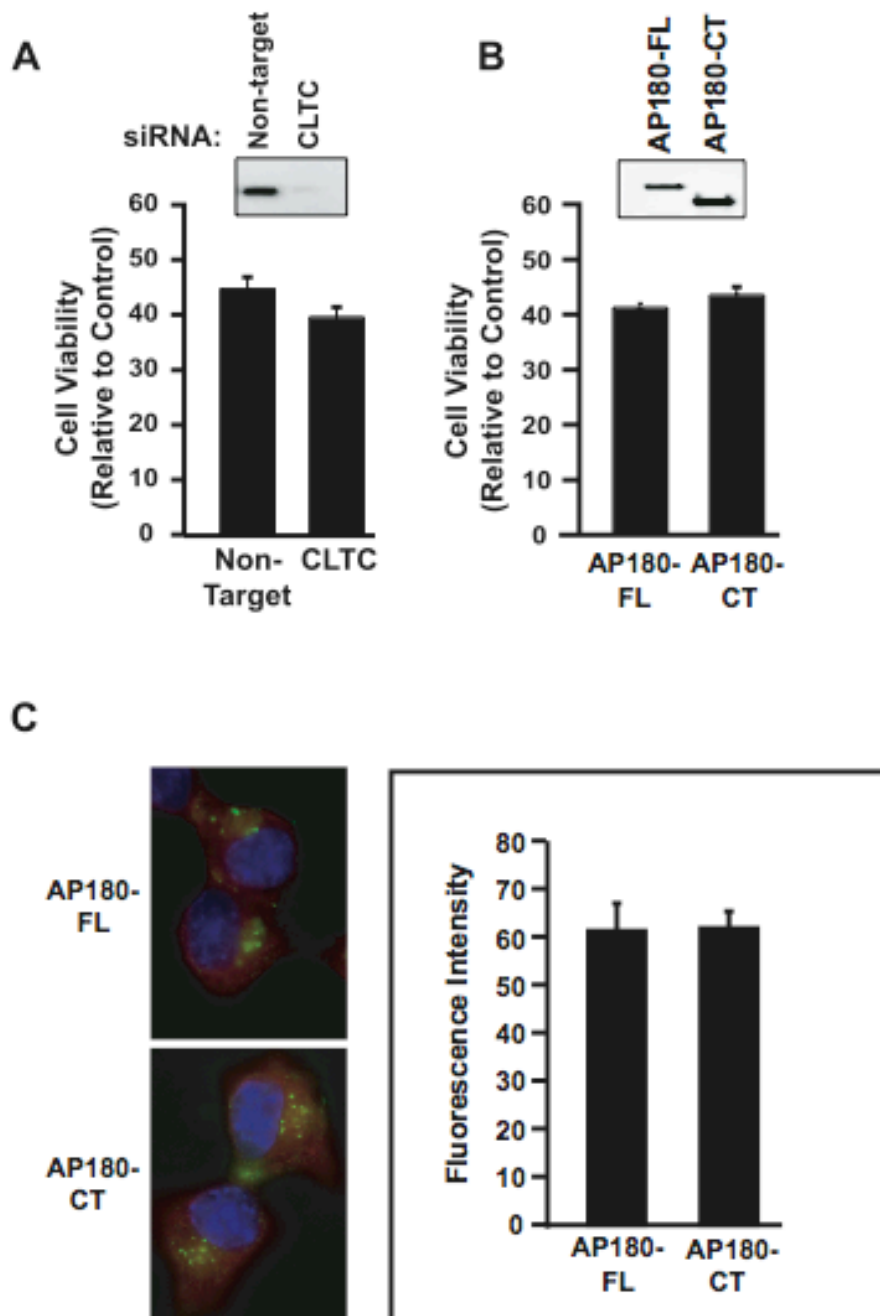 A
siRNA:
Non-target
CLTC
Cell Viability
(Relative to Control)
60
50
40
30
20
10
0
Non-
Target
CLTC
B
AP180-FL
AP180-CT
Cell Viability
(Relative to Control)
60
50
40
30
20
10
0
AP180-
FL
AP180-
CT
C
AP180-
FL
AP180-
CT
Fluorescence Intensity
80
70
60
50
40
30
20
10
0
AP180-
FL
AP180-
CT